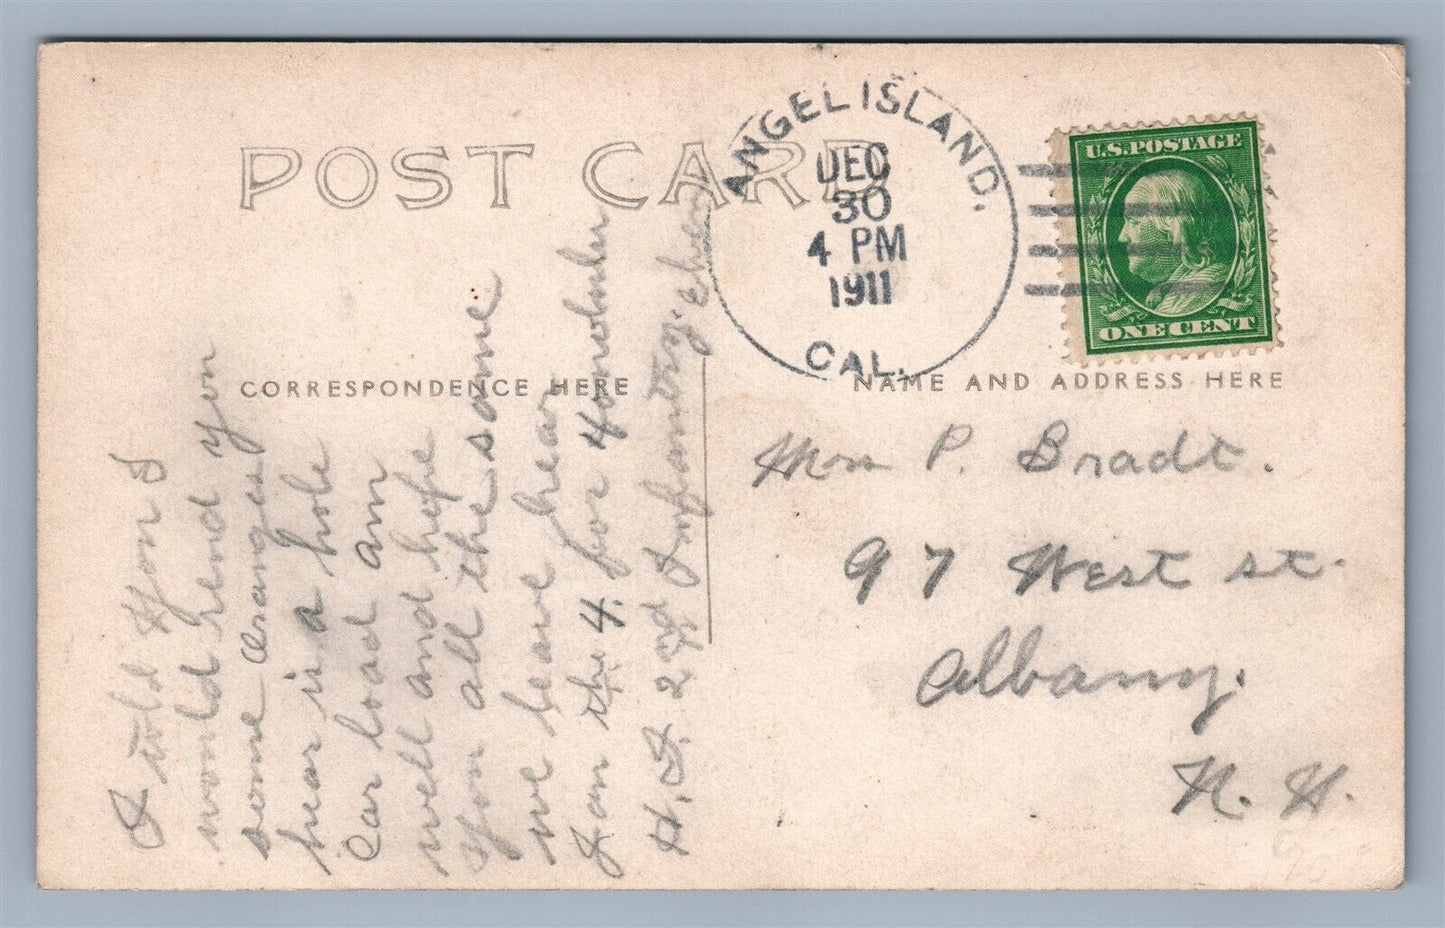 POST CARD
ANGEL ISLAND.
DEC
30
4 PM
1911
CAL.
U.S. POSTAGE
ONE CENT
CORRESPONDENCE HERE
NAME AND ADDRESS HERE
I told you I
would send you
some oranges
hear is a hole
Car load am
well and hope
you all the same
we leave hear
Jan the 4. for
H. I. 2nd Infantry.
P. Bradt.
97 West st.
Albany.